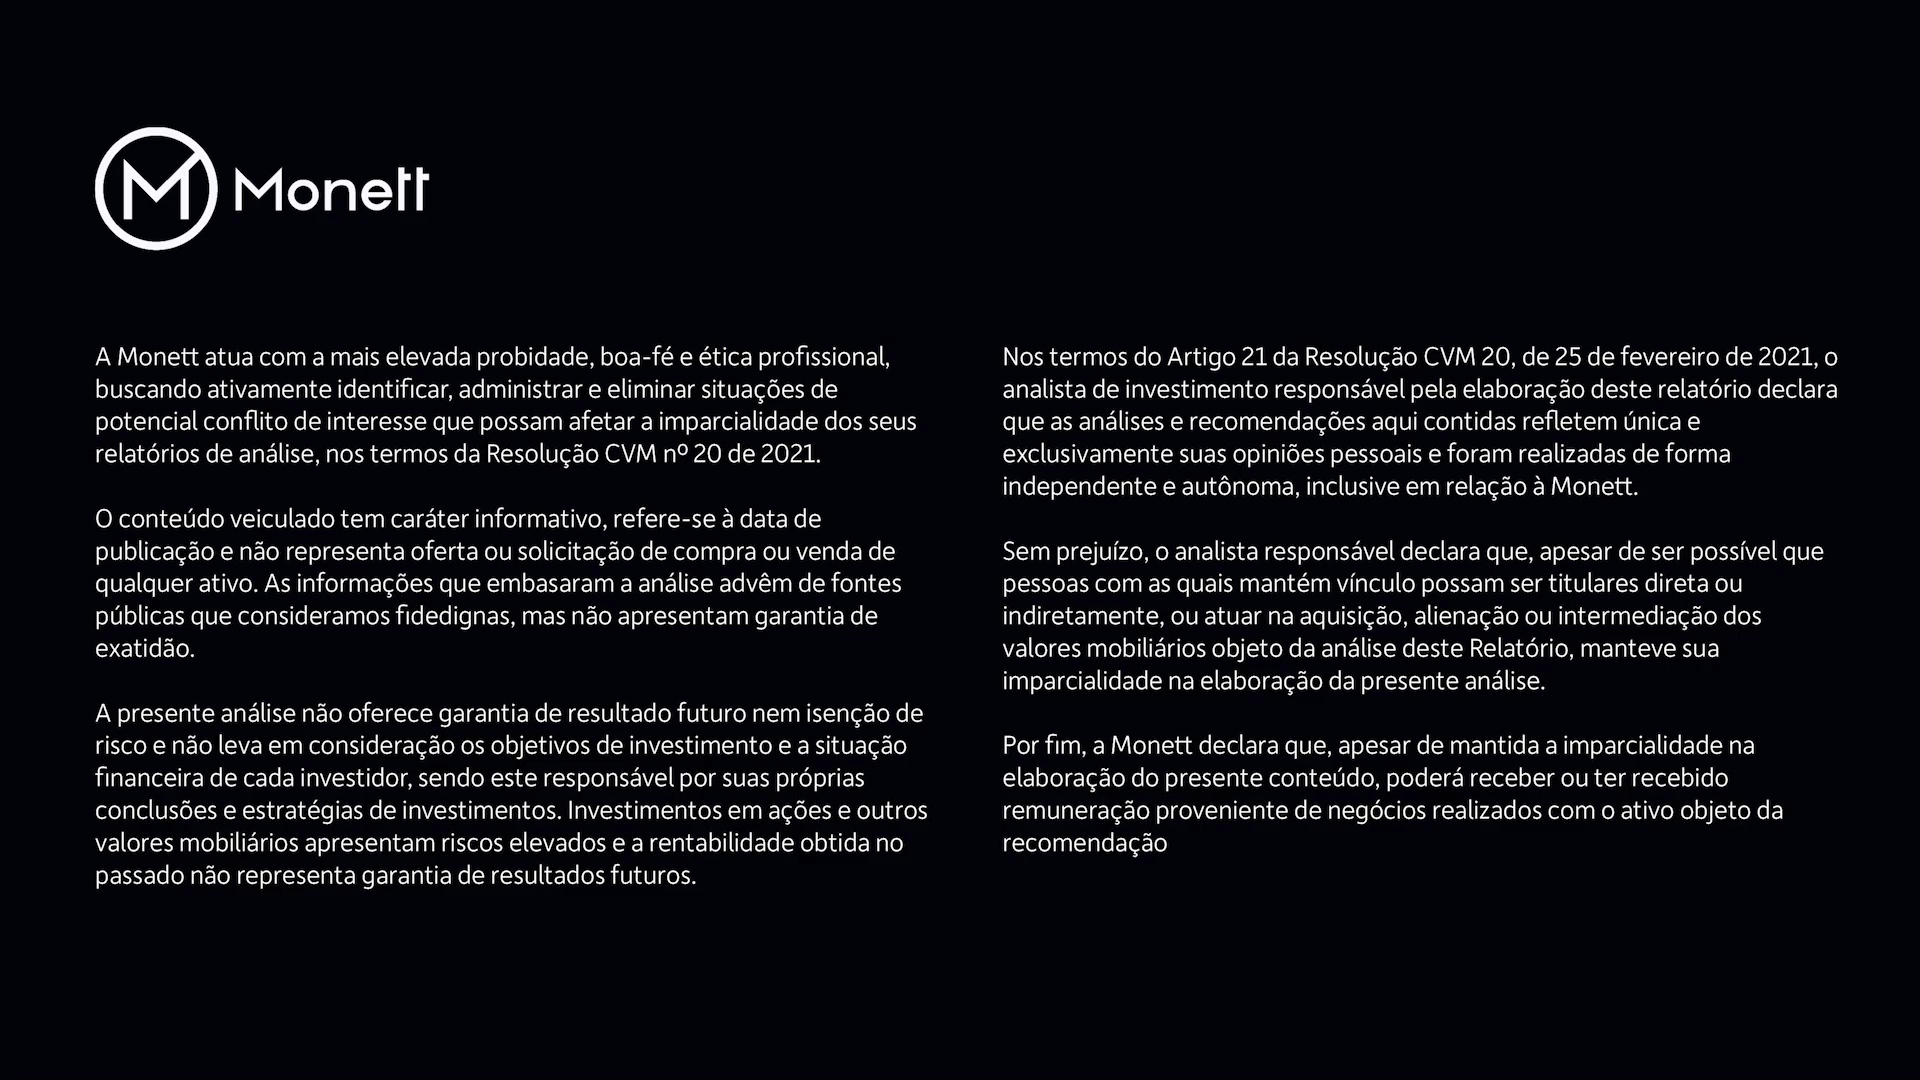 Monett
A Monett atua com a mais elevada probidade, boa-fé e ética profissional,
buscando ativamente identificar, administrar e eliminar situações de
potencial conflito de interesse que possam afetar a imparcialidade dos seus
relatórios de análise, nos termos da Resolução CVM nº 20 de 2021.
O conteúdo veiculado tem caráter informativo, refere-se à data de
publicação e não representa oferta ou solicitação de compra ou venda de
qualquer ativo. As informações que embasaram a análise advêm de fontes
públicas que consideramos fidedignas, mas não apresentam garantia de
exatidão.
A presente análise não oferece garantia de resultado futuro nem isenção de
risco e não leva em consideração os objetivos de investimento e a situação
financeira de cada investidor, sendo este responsável por suas próprias
conclusões e estratégias de investimentos. Investimentos em ações e outros
valores mobiliários apresentam riscos elevados e a rentabilidade obtida no
passado não representa garantia de resultados futuros.
Nos termos do Artigo 21 da Resolução CVM 20, de 25 de fevereiro de 2021, o
analista de investimento responsável pela elaboração deste relatório declara
que as análises e recomendações aqui contidas refletem única e
exclusivamente suas opiniões pessoais e foram realizadas de forma
independente e autônoma, inclusive em relação à Monett.
Sem prejuízo, o analista responsável declara que, apesar de ser possível que
pessoas com as quais mantém vínculo possam ser titulares direta ou
indiretamente, ou atuar na aquisição, alienação ou intermediação dos
valores mobiliários objeto da análise deste Relatório, manteve sua
imparcialidade na elaboração da presente análise.
Por fim, a Monett declara que, apesar de mantida a imparcialidade na
elaboração do presente conteúdo, poderá receber ou ter recebido
remuneração proveniente de negócios realizados com o ativo objeto da
recomendação